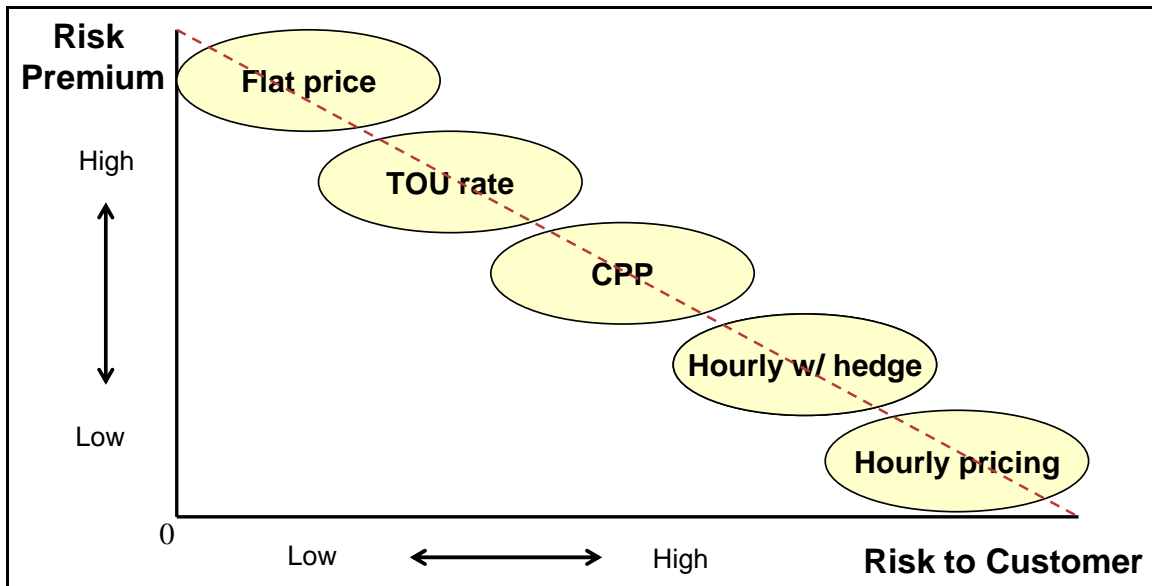 Risk
Premium
Flat price
High
TOU rate
CPP
Hourly w/ hedge
Low
Hourly pricing
0
Low
High
Risk to Customer